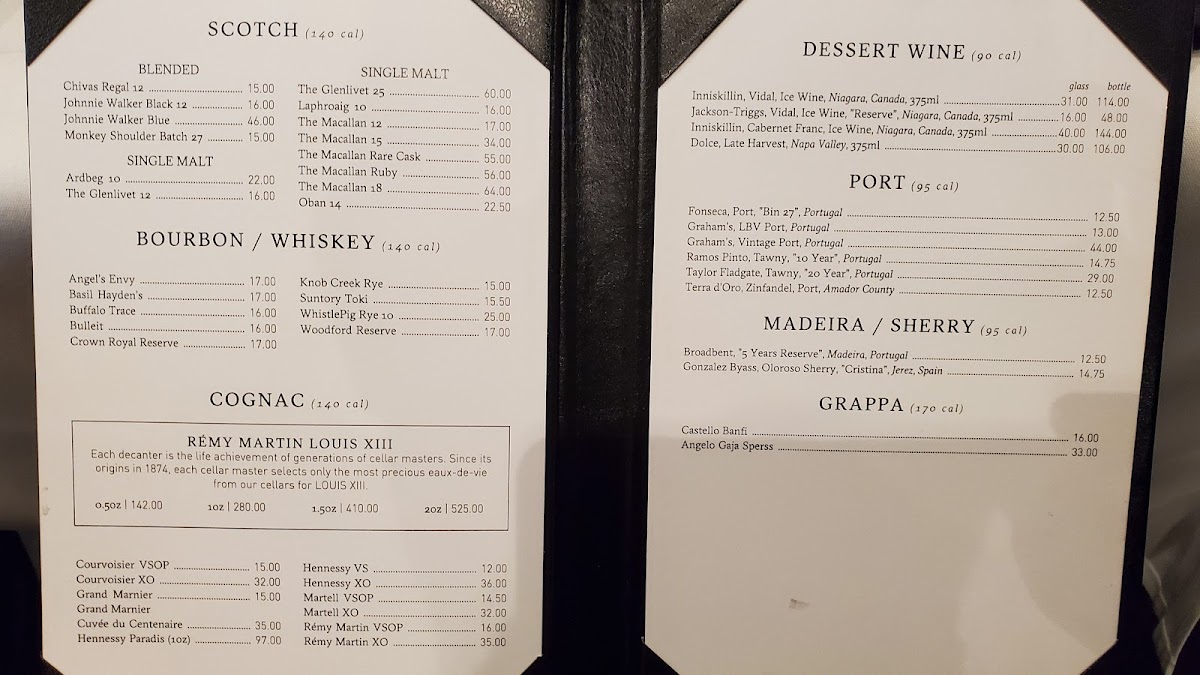 SCOTCH (140 cal)
BLENDED
Chivas Regal 12 15.00
Johnnie Walker Black 12 16.00
Johnnie Walker Blue 46.00
Monkey Shoulder Batch 27 15.00
SINGLE MALT
Ardbeg 10 22.00
The Glenlivet 12 16.00
SINGLE MALT
The Glenlivet 25 60.00
Laphroaig 10 16.00
The Macallan 12 17.00
The Macallan 15 34.00
The Macallan Rare Cask 55.00
The Macallan Ruby 56.00
The Macallan 18 64.00
Oban 14 22.50
BOURBON / WHISKEY (140 cal)
Angel's Envy 17.00
Basil Hayden's 17.00
Buffalo Trace 16.00
Bulleit 16.00
Crown Royal Reserve 17.00
Knob Creek Rye 15.00
Suntory Toki 15.50
WhistlePig Rye 10 25.00
Woodford Reserve 17.00
COGNAC (140 cal)
RÉMY MARTIN LOUIS XIII
Each decanter is the life achievement of generations of cellar masters. Since its
origins in 1874, each cellar master selects only the most precious eaux-de-vie
from our cellars for LOUIS XIII.
0.5oz | 142.00 1oz | 280.00 1.5oz | 410.00 2oz | 525.00
Courvoisier VSOP 15.00
Courvoisier XO 32.00
Grand Marnier 15.00
Grand Marnier
Cuvée du Centenaire 35.00
Hennessy Paradis (1oz) 97.00
Hennessy VS 12.00
Hennessy XO 36.00
Martell VSOP 14.50
Martell XO 32.00
Rémy Martin VSOP 16.00
Rémy Martin XO 35.00
DESSERT WINE (90 cal)
glass bottle
Inniskillin, Vidal, Ice Wine, Niagara, Canada, 375ml 31.00 114.00
Jackson-Triggs, Vidal, Ice Wine, "Reserve", Niagara, Canada, 375ml 16.00 48.00
Inniskillin, Cabernet Franc, Ice Wine, Niagara, Canada, 375ml 40.00 144.00
Dolce, Late Harvest, Napa Valley, 375ml 30.00 106.00
PORT (95 cal)
Fonseca, Port, "Bin 27", Portugal 12.50
Graham's, LBV Port, Portugal 13.00
Graham's, Vintage Port, Portugal 44.00
Ramos Pinto, Tawny, "10 Year", Portugal 14.75
Taylor Fladgate, Tawny, "20 Year", Portugal 29.00
Terra d'Oro, Zinfandel, Port, Amador County 12.50
MADEIRA / SHERRY (95 cal)
Broadbent, "5 Years Reserve", Madeira, Portugal 12.50
Gonzalez Byass, Oloroso Sherry, "Cristina", Jerez, Spain 14.75
GRAPPA (170 cal)
Castello Banfi 16.00
Angelo Gaja Sperss 33.00